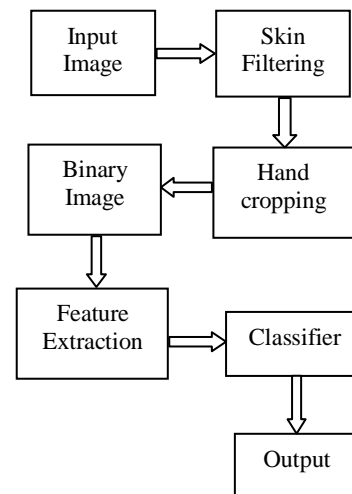 Input
Image
Skin
Filtering
Hand
cropping
Binary
Image
Feature
Extraction
Classifier
Output